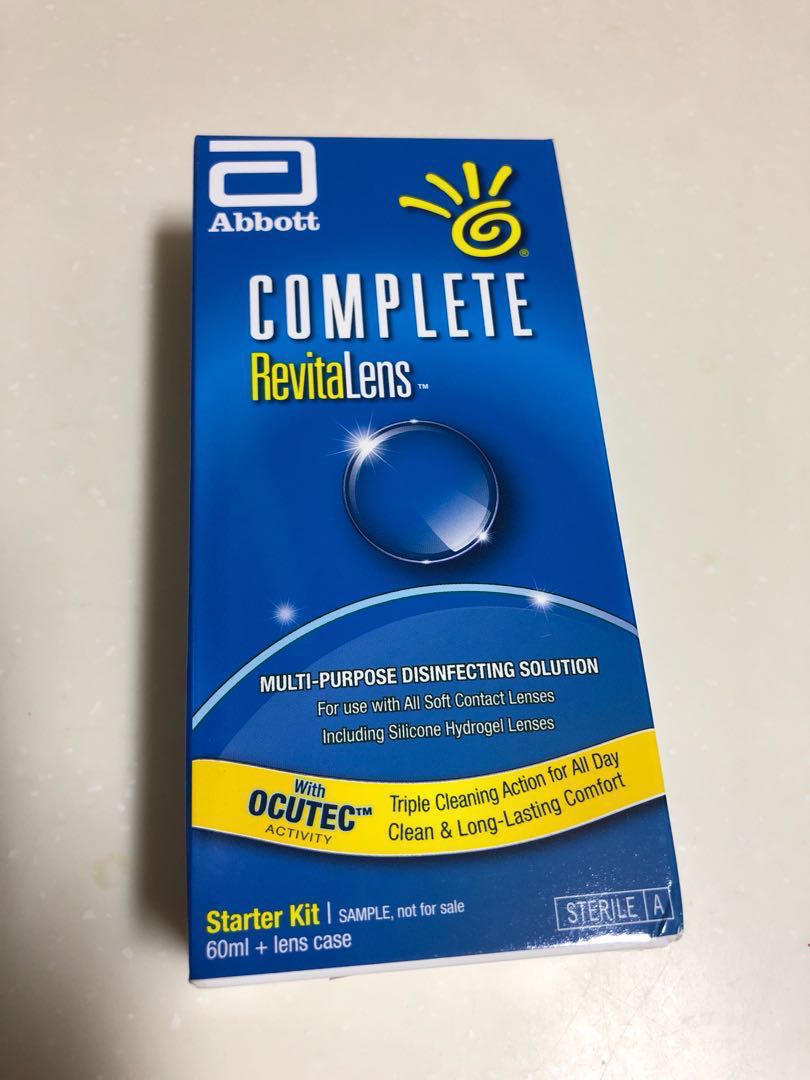 Abbott
®
COMPLETE
RevitaLens™
MULTI-PURPOSE DISINFECTING SOLUTION
For use with All Soft Contact Lenses
Including Silicone Hydrogel Lenses
With
OCUTEC™
ACTIVITY
Triple Cleaning Action for All Day
Clean & Long-Lasting Comfort
Starter Kit | SAMPLE, not for sale
60ml + lens case
STERILE A